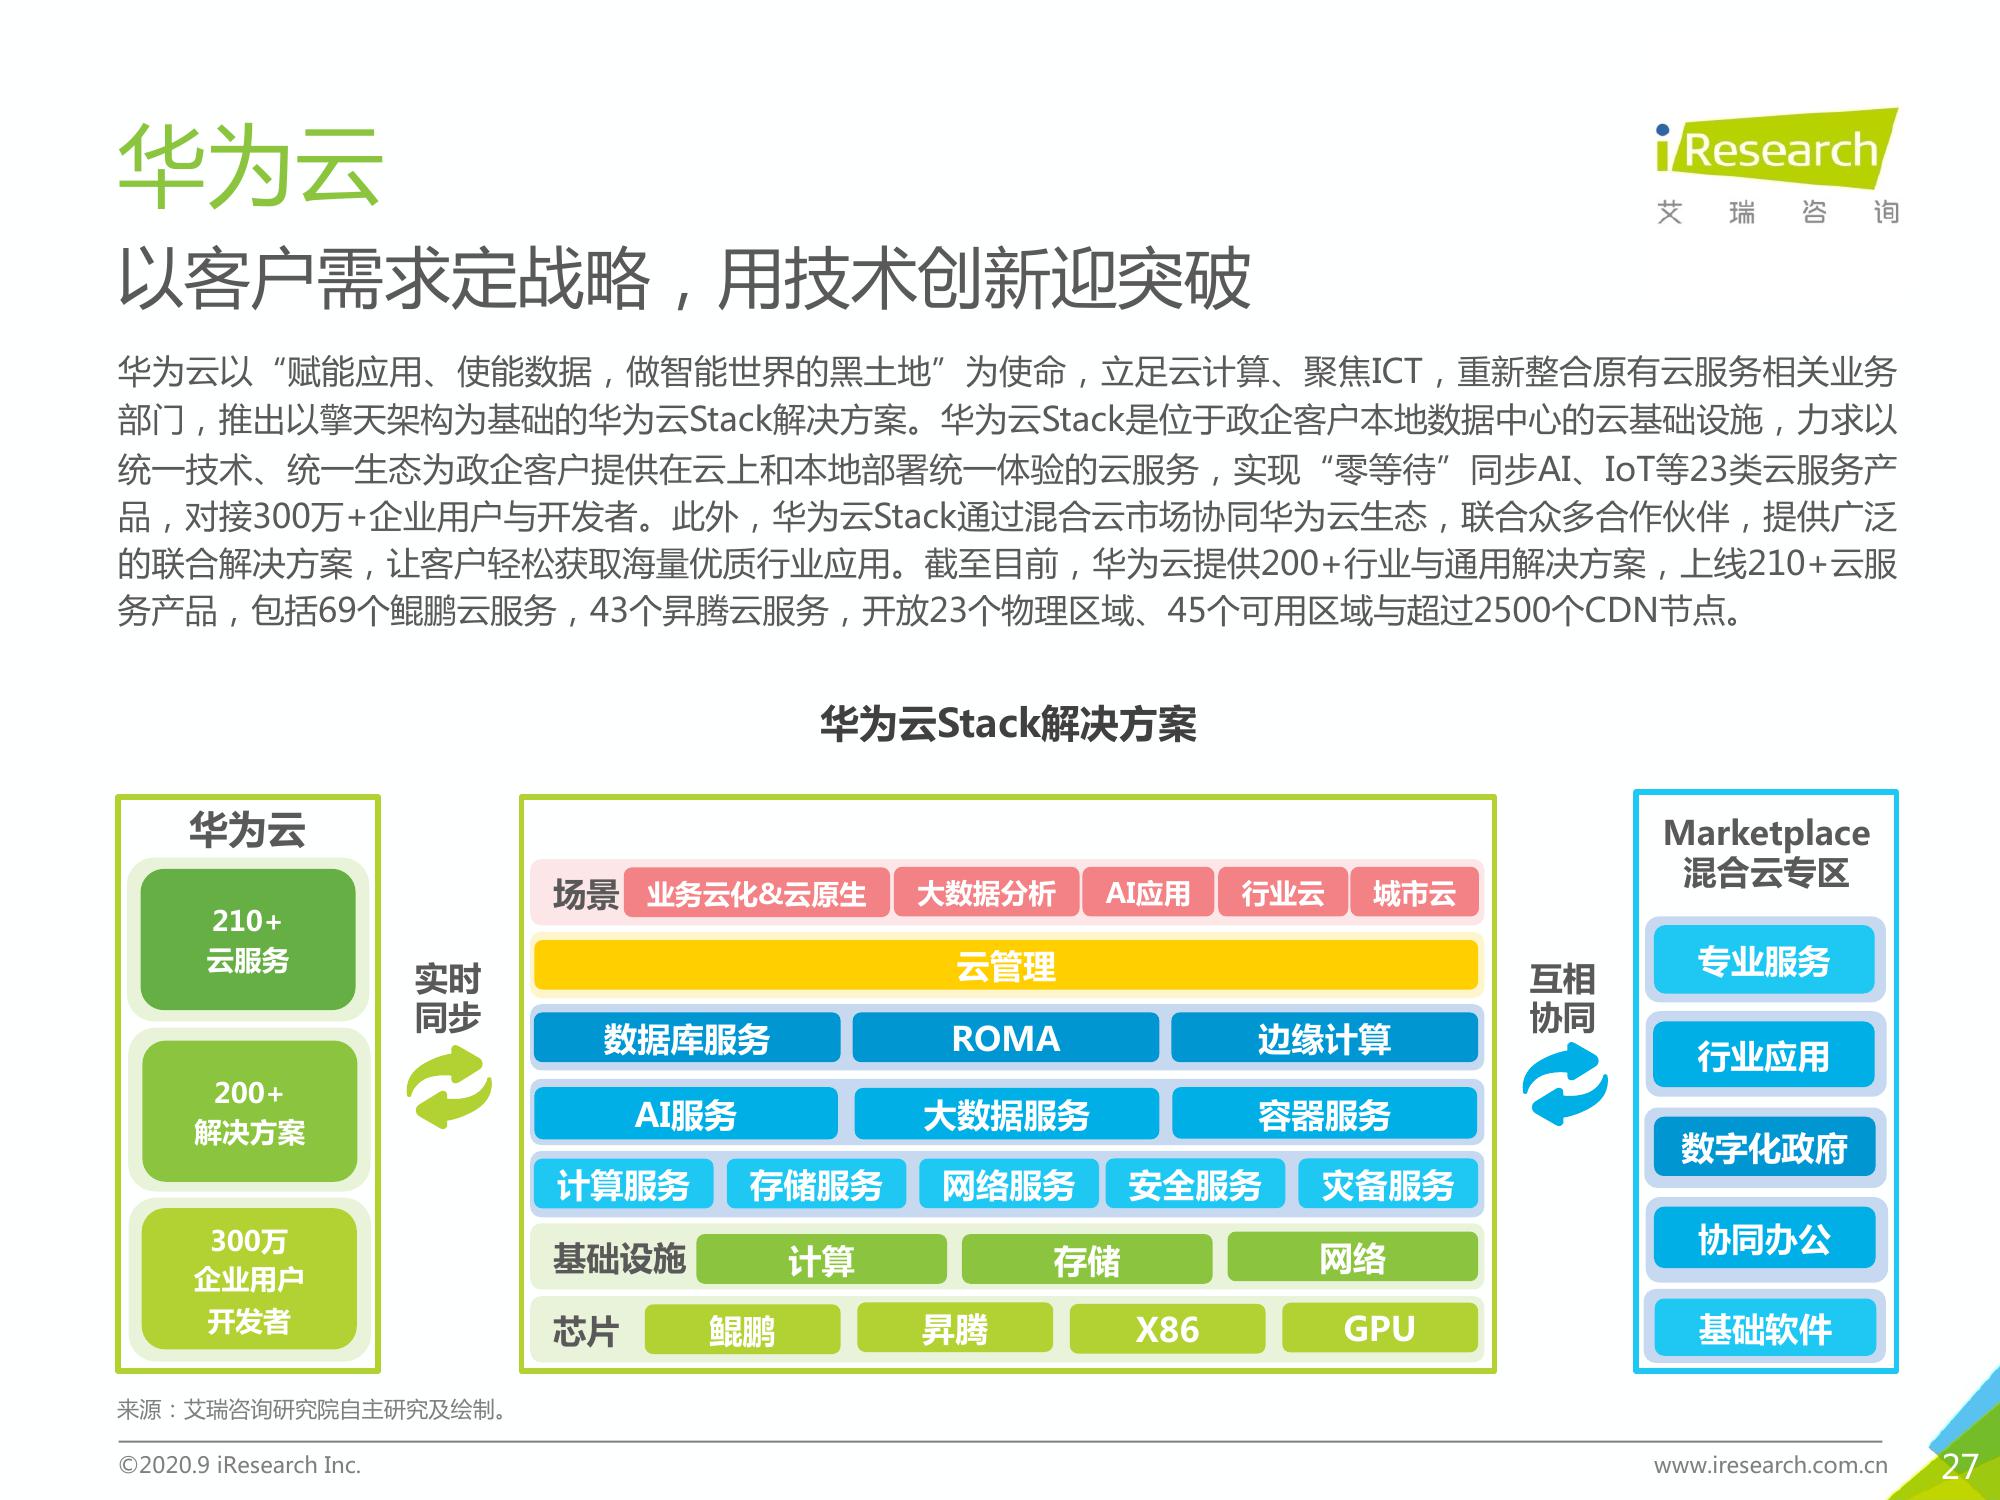 华为云
iResearch
艾瑞咨询
以客户需求定战略，用技术创新迎突破
华为云以“赋能应用、使能数据，做智能世界的黑土地”为使命，立足云计算、聚焦ICT，重新整合原有云服务相关业务
部门，推出以擎天架构为基础的华为云Stack解决方案。华为云Stack是位于政企客户本地数据中心的云基础设施，力求以
统一技术、统一生态为政企客户提供在云上和本地部署统一体验的云服务，实现“零等待”同步AI、IoT等23类云服务产
品，对接300万+企业用户与开发者。此外，华为云Stack通过混合云市场协同华为云生态，联合众多合作伙伴，提供广泛
的联合解决方案，让客户轻松获取海量优质行业应用。截至目前，华为云提供200+行业与通用解决方案，上线210+云服
务产品，包括69个鲲鹏云服务，43个昇腾云服务，开放23个物理区域、45个可用区域与超过2500个CDN节点。
华为云Stack解决方案
华为云
210+
云服务
200+
解决方案
300万
企业用户
开发者
实时
同步
场景 业务云化&云原生 大数据分析 AI应用 行业云 城市云
云管理
数据库服务 ROMA 边缘计算
AI服务 大数据服务 容器服务
计算服务 存储服务 网络服务 安全服务 灾备服务
基础设施 计算 存储 网络
芯片 鲲鹏 昇腾 X86 GPU
互相
协同
Marketplace
混合云专区
专业服务
行业应用
数字化政府
协同办公
基础软件
来源：艾瑞咨询研究院自主研究及绘制。
©2020.9 iResearch Inc.
www.iresearch.com.cn
27